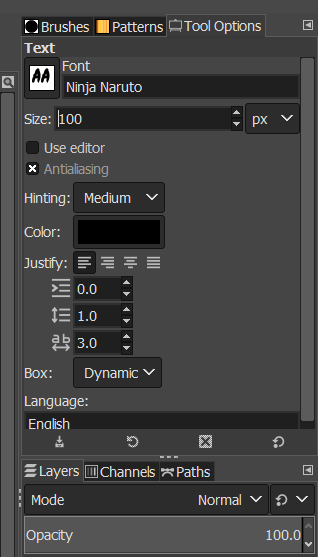 Brushes Patterns Tool Options
Text
Font
AA
Ninja Naruto
Size: 100 px
Use editor
Antialiasing
Hinting: Medium
Color:
Justify:
0.0
1.0
ab 3.0
Box: Dynamic
Language:
English
Layers Channels Paths
Mode Normal
Opacity 100.0